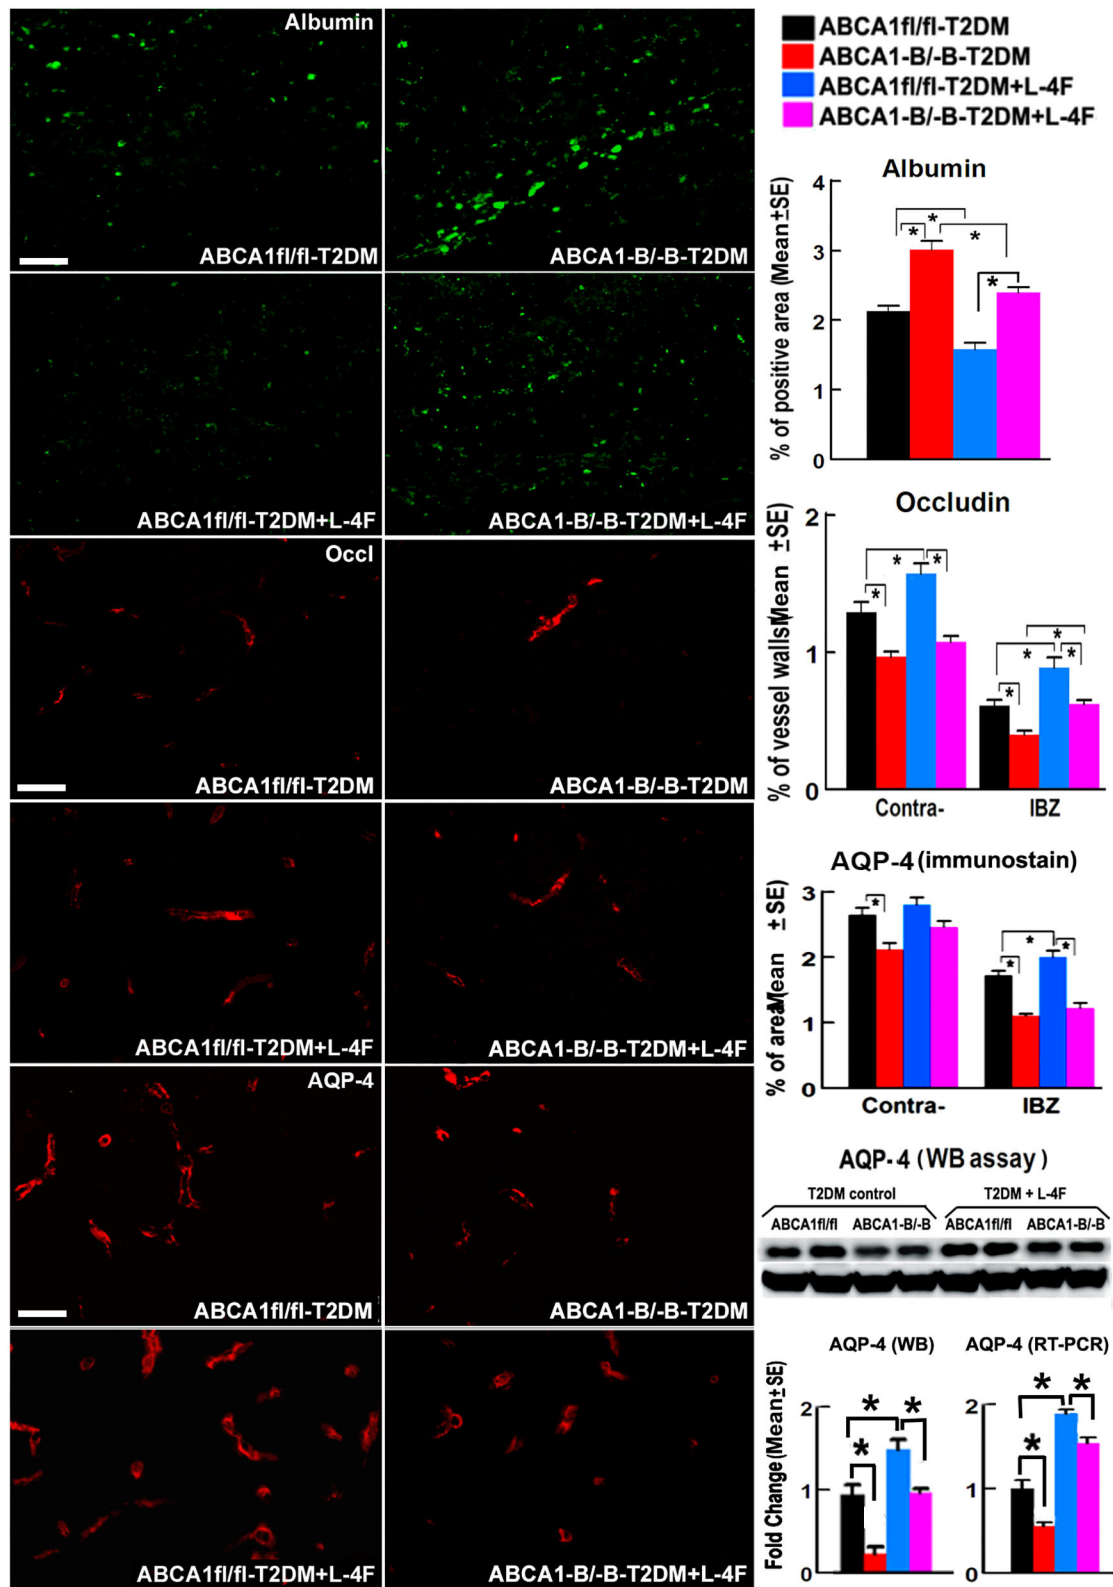 Albumin
ABCA1fl/fl-T2DM
ABCA1-B/-B-T2DM
ABCA1fl/fl-T2DM+L-4F
ABCA1-B/-B-T2DM+L-4F
Occl
ABCA1fl/fl-T2DM
ABCA1-B/-B-T2DM
ABCA1fl/fl-T2DM+L-4F
ABCA1-B/-B-T2DM+L-4F
AQP-4
ABCA1fl/fl-T2DM
ABCA1-B/-B-T2DM
ABCA1fl/fl-T2DM+L-4F
ABCA1-B/-B-T2DM+L-4F
ABCA1fl/fl-T2DM
ABCA1-B/-B-T2DM
ABCA1fl/fl-T2DM+L-4F
ABCA1-B/-B-T2DM+L-4F
Albumin
% of positive area (Mean±SE)
4
3
2
1
0
* * * *
Occludin
% of vessel walls(Mean ±SE)
2
1
0
* * * * * * *
Contra- IBZ
AQP-4 (immunostain)
% of area(Mean ±SE)
3
2
1
0
* * * *
Contra- IBZ
AQP-4 (WB assay)
T2DM control T2DM + L-4F
ABCA1fl/fl ABCA1-B/-B ABCA1fl/fl ABCA1-B/-B
AQP-4 (WB) AQP-4 (RT-PCR)
Fold Change (Mean±SE)
2
1
0
* * *
2
1
0
* * *